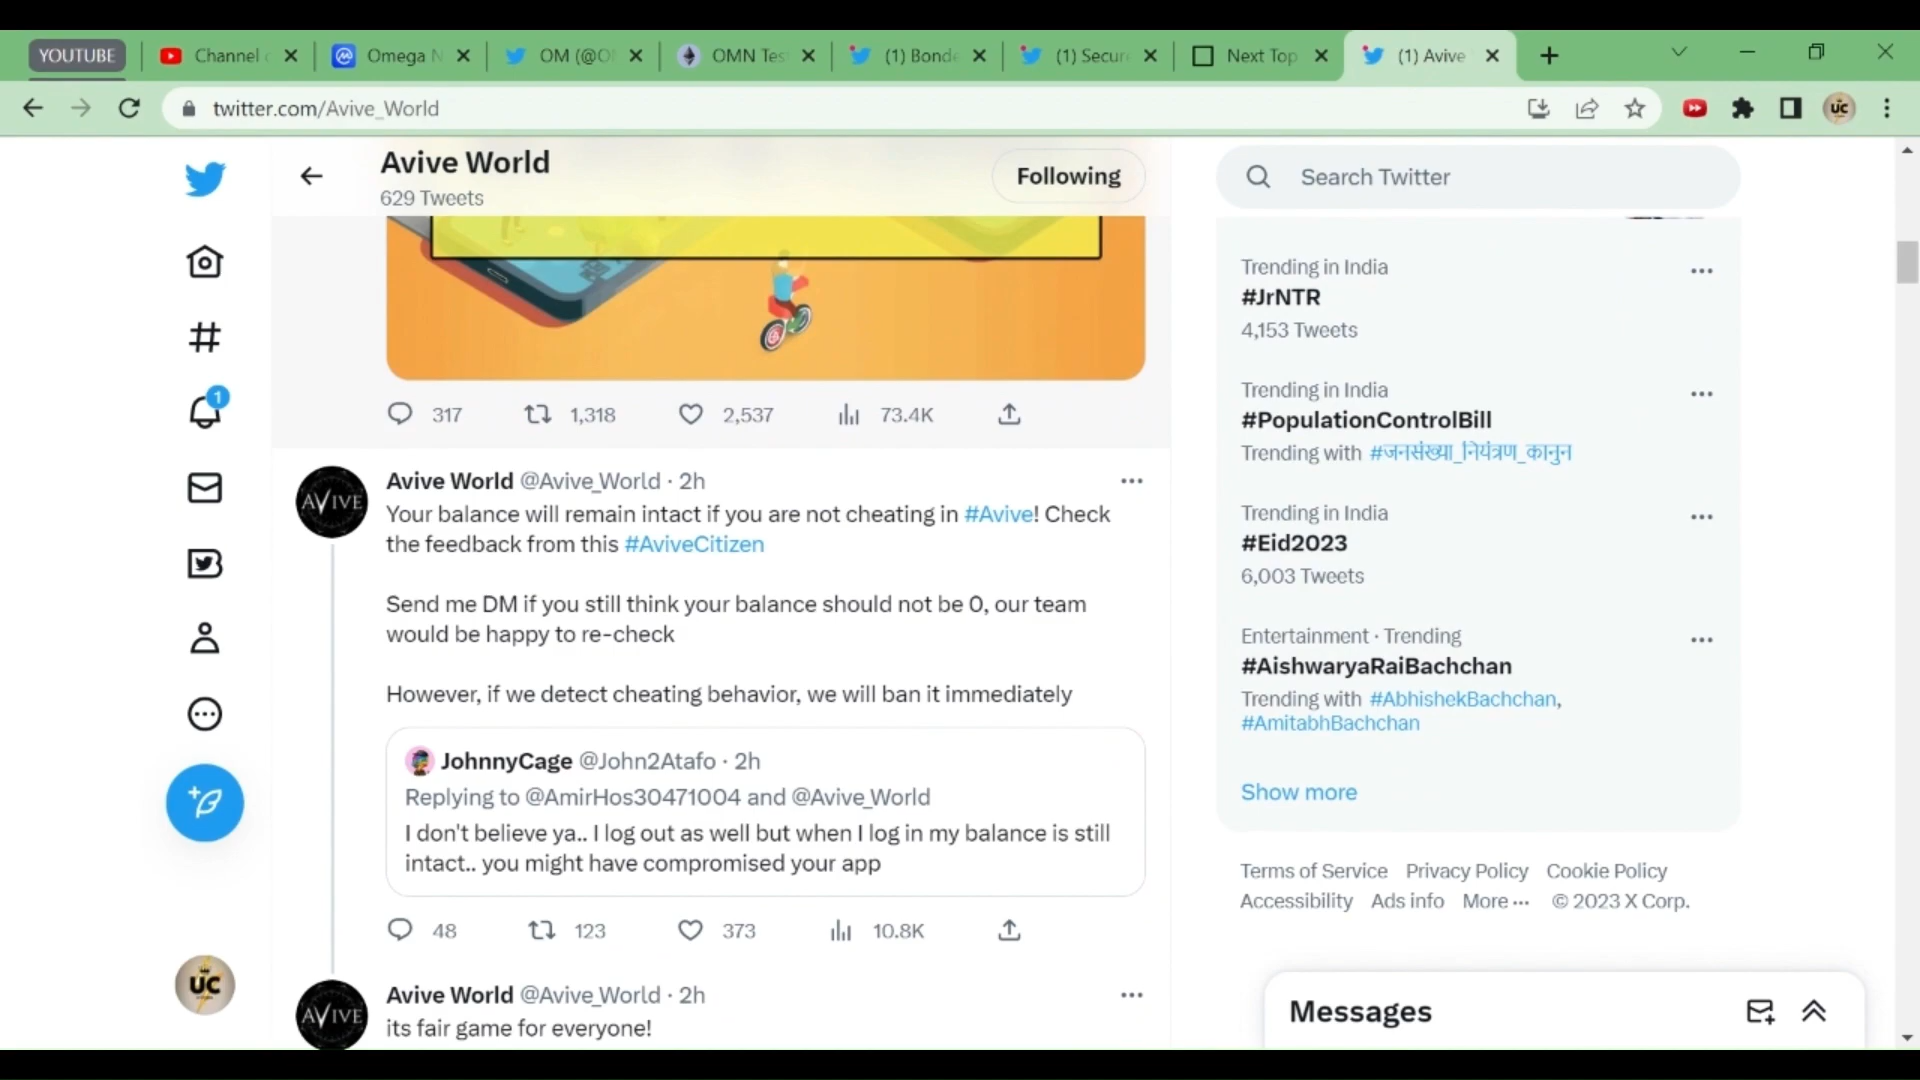 YOUTUBE
Channel
Omega N
OM (@O
OMN Tes
(1) Bonde
(1) Secure
Next Top
(1) Avive
twitter.com/Avive_World
UC
Avive World
629 Tweets
Following
Search Twitter
317
1,318
2,537
73.4K
1
AVIVE
Avive World @Avive_World · 2h
Your balance will remain intact if you are not cheating in #Avive! Check
the feedback from this #AviveCitizen
Send me DM if you still think your balance should not be 0, our team
would be happy to re-check
However, if we detect cheating behavior, we will ban it immediately
JohnnyCage @John2Atafo · 2h
Replying to @AmirHos30471004 and @Avive_World
I don't believe ya.. I log out as well but when I log in my balance is still
intact.. you might have compromised your app
48
123
373
10.8K
AVIVE
Avive World @Avive_World · 2h
its fair game for everyone!
UC
Trending in India
#JrNTR
4,153 Tweets
Trending in India
#PopulationControlBill
Trending with #जनसंख्या_नियंत्रण_कानुन
Trending in India
#Eid2023
6,003 Tweets
Entertainment · Trending
#AishwaryaRaiBachchan
Trending with #AbhishekBachchan,
#AmitabhBachchan
Show more
Terms of Service Privacy Policy Cookie Policy
Accessibility Ads info More ··· © 2023 X Corp.
Messages